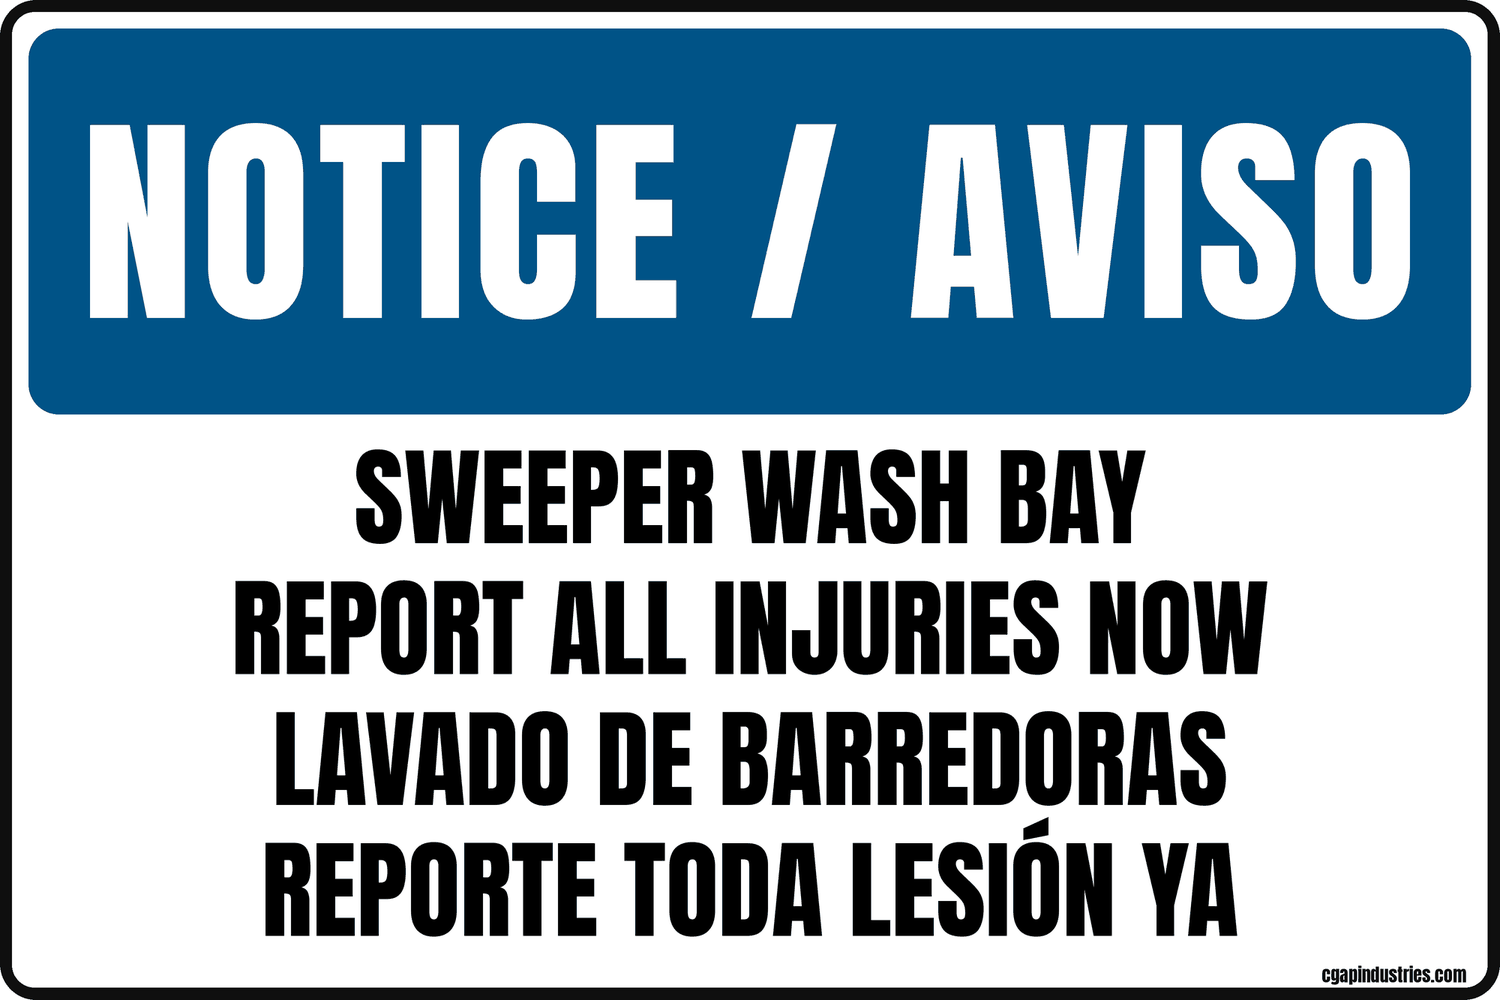 NOTICE / AVISO
SWEEPER WASH BAY
REPORT ALL INJURIES NOW
LAVADO DE BARREDORAS
REPORTE TODA LESIÓN YA
cgapindustries.com